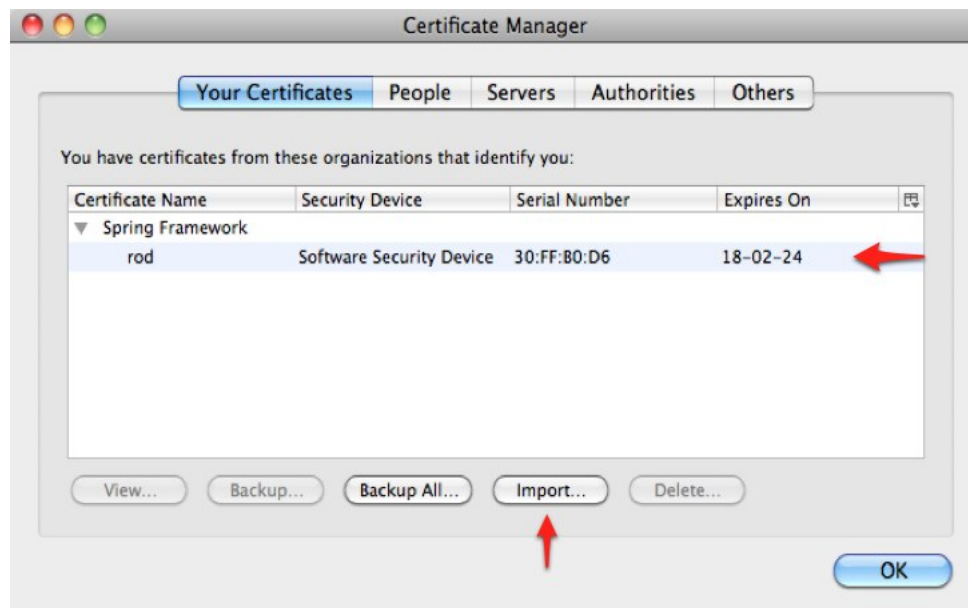 Certificate Manager
Your Certificates People Servers Authorities Others
You have certificates from these organizations that identify you:
Certificate Name Security Device Serial Number Expires On
Spring Framework
rod Software Security Device 30:FF:B0:D6 18-02-24
View... Backup... Backup All... Import... Delete...
OK